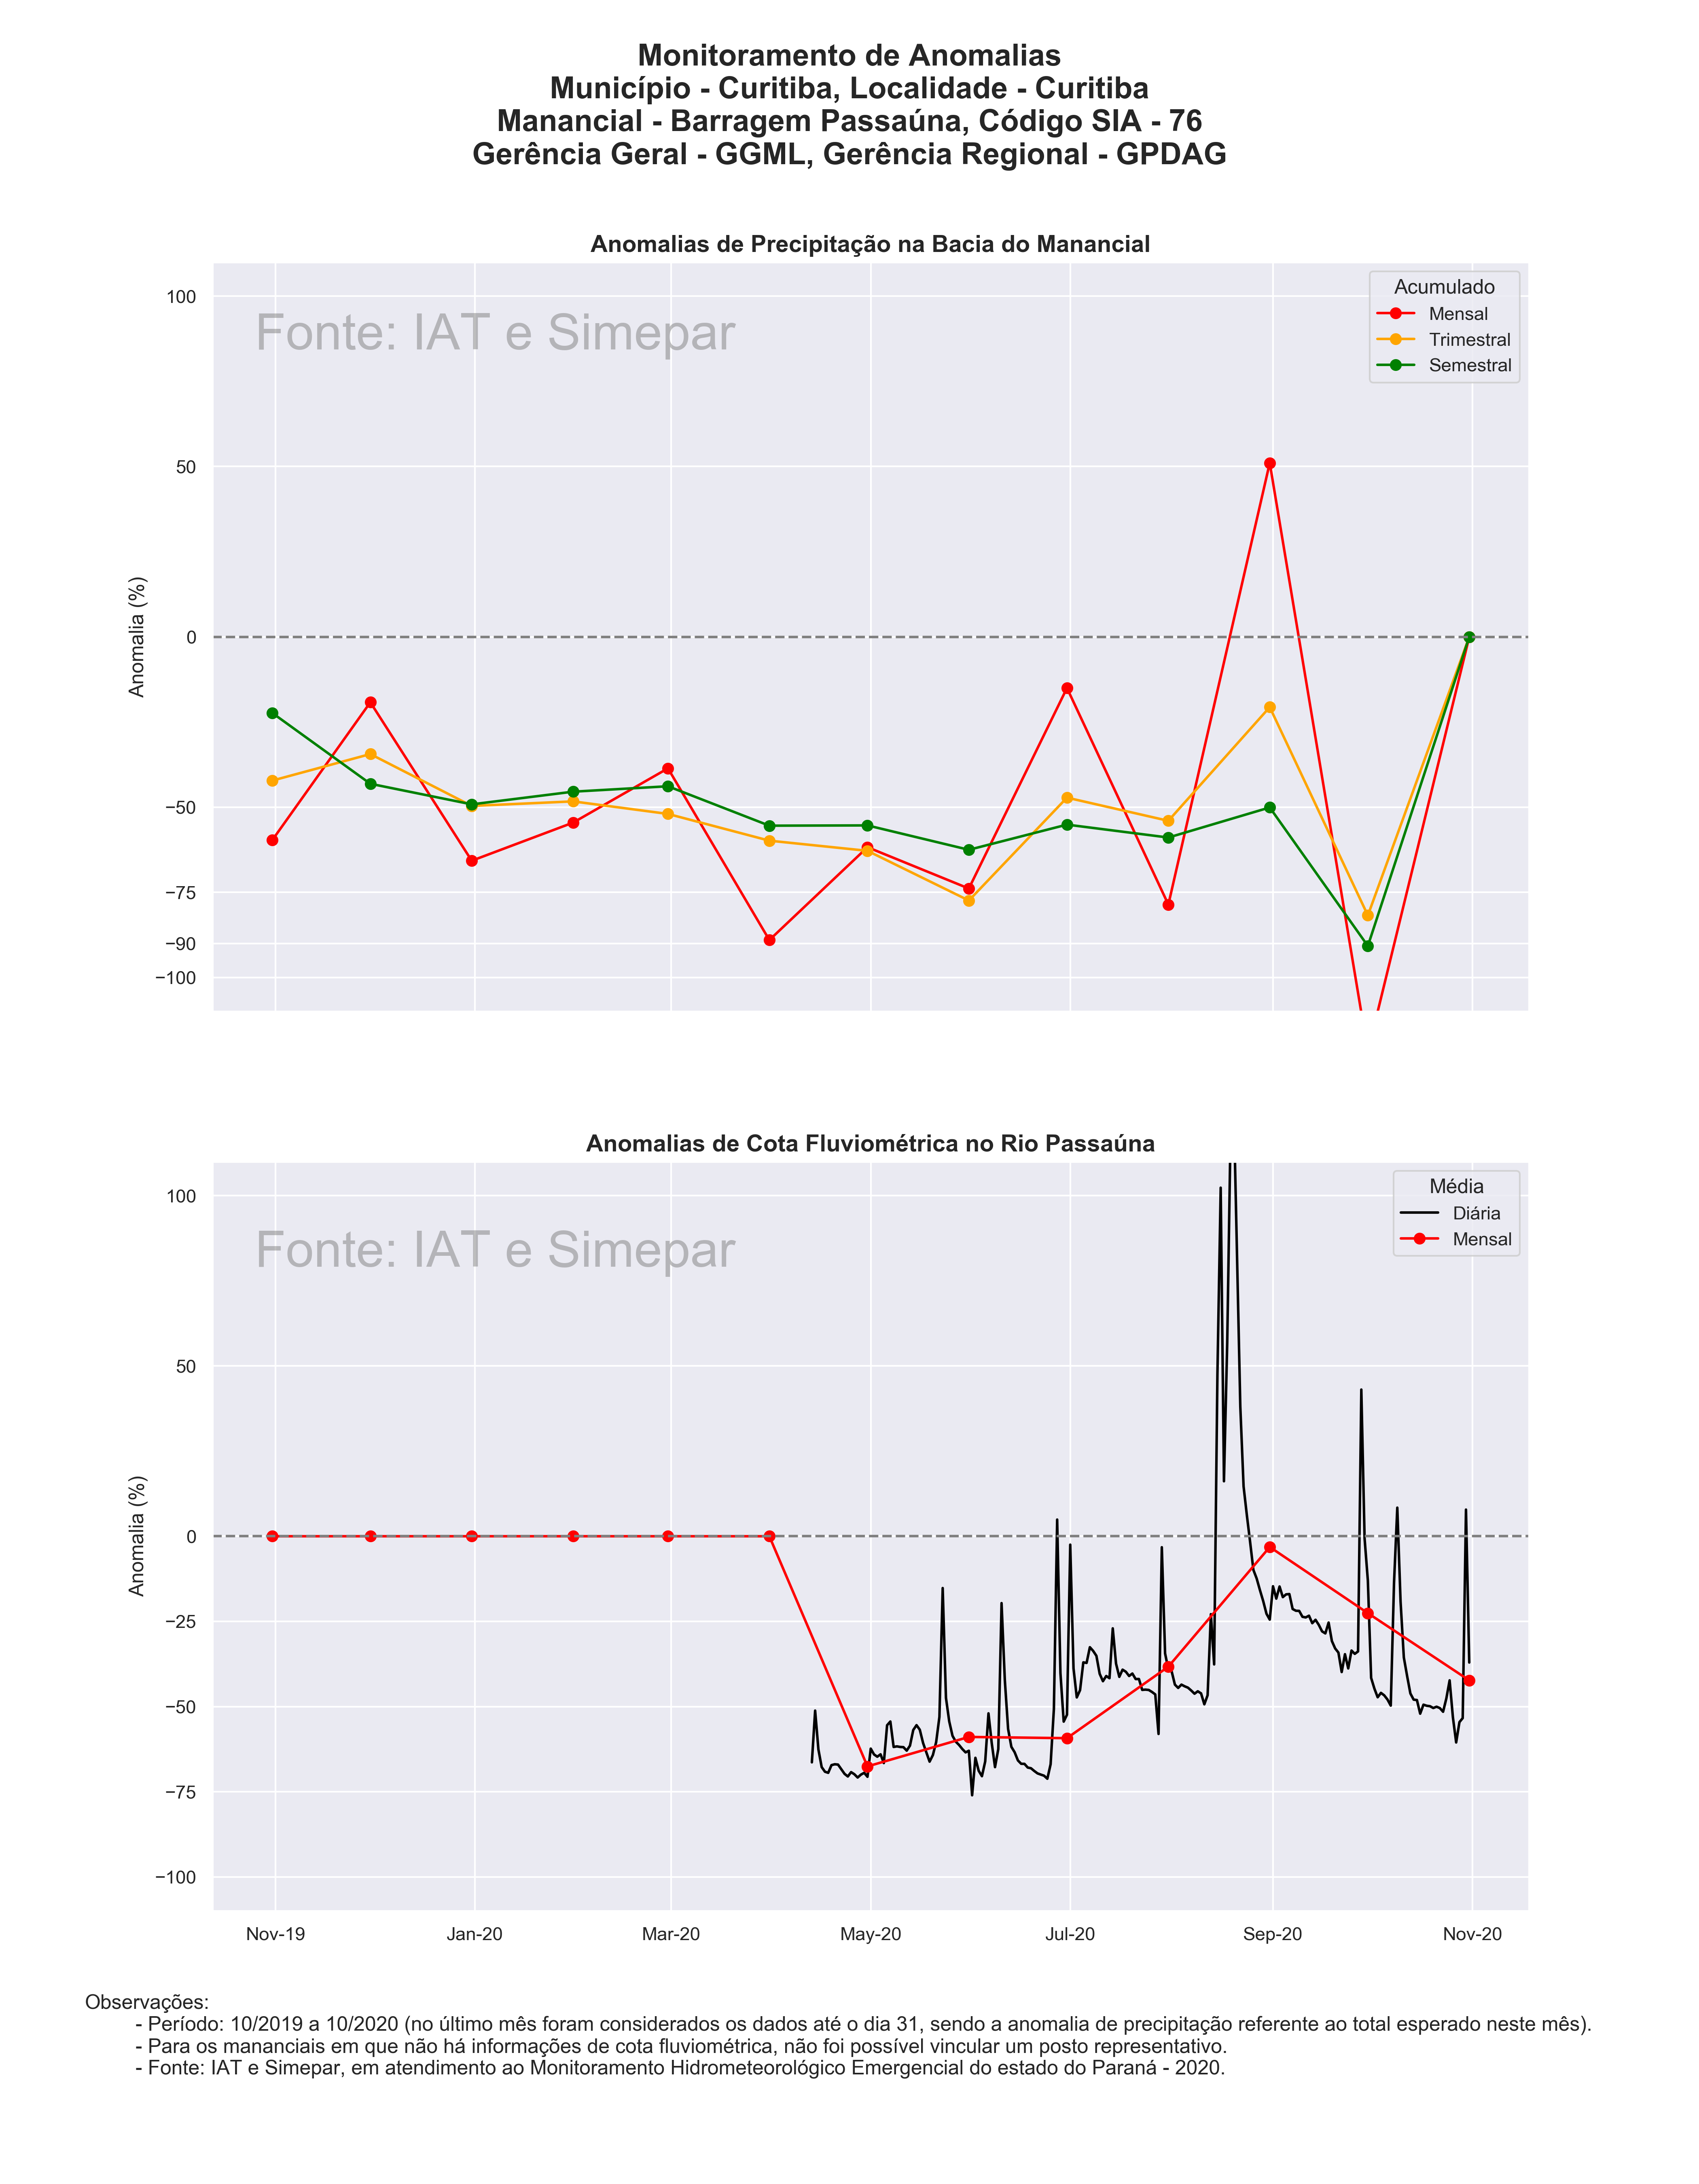 Monitoramento de Anomalias
Município - Curitiba, Localidade - Curitiba
Manancial - Barragem Passaúna, Código SIA - 76
Gerência Geral - GGML, Gerência Regional - GPDAG
Anomalias de Precipitação na Bacia do Manancial
Fonte: IAT e Simepar
Acumulado
Mensal
Trimestral
Semestral
Anomalia (%)
100
50
0
−50
−75
−90
−100
Anomalias de Cota Fluviométrica no Rio Passaúna
Fonte: IAT e Simepar
Média
Diária
Mensal
Anomalia (%)
100
50
0
−25
−50
−75
−100
Nov-19 Jan-20 Mar-20 May-20 Jul-20 Sep-20 Nov-20
Observações:
- Período: 10/2019 a 10/2020 (no último mês foram considerados os dados até o dia 31, sendo a anomalia de precipitação referente ao total esperado neste mês).
- Para os mananciais em que não há informações de cota fluviométrica, não foi possível vincular um posto representativo.
- Fonte: IAT e Simepar, em atendimento ao Monitoramento Hidrometeorológico Emergencial do estado do Paraná - 2020.